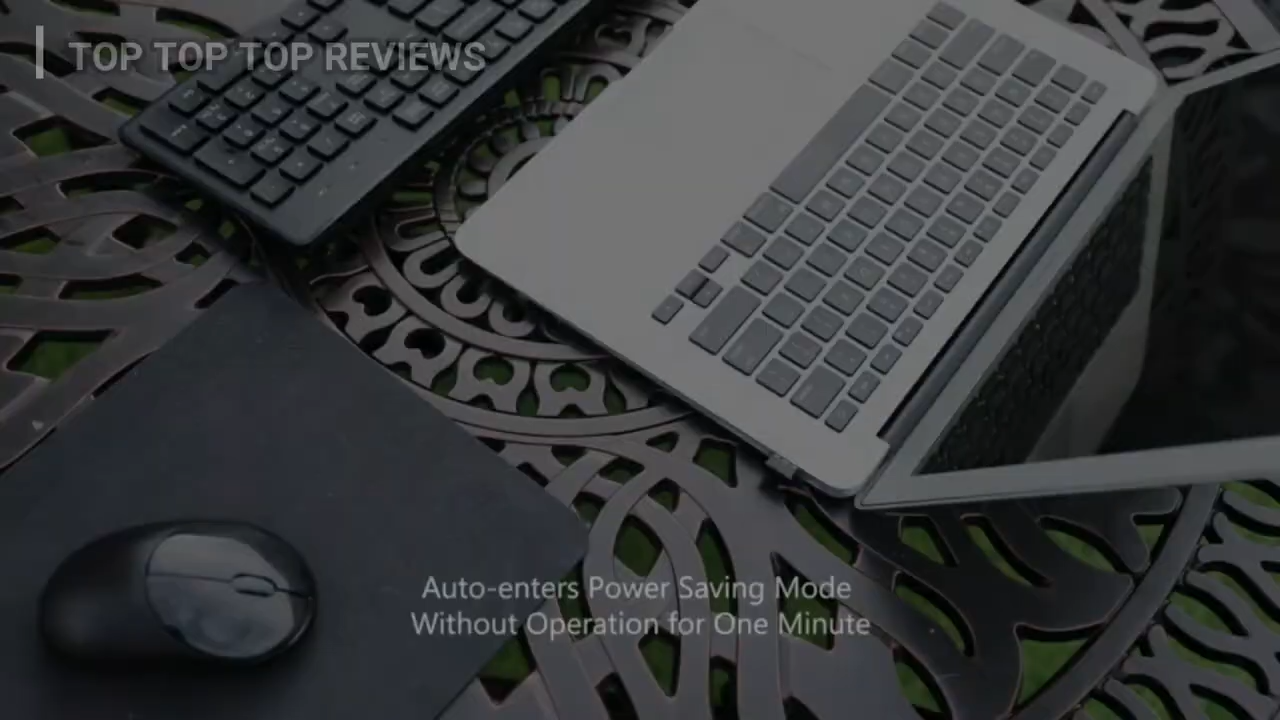 TOP TOP TOP REVIEWS
Auto-enters Power Saving Mode
Without Operation for One Minute